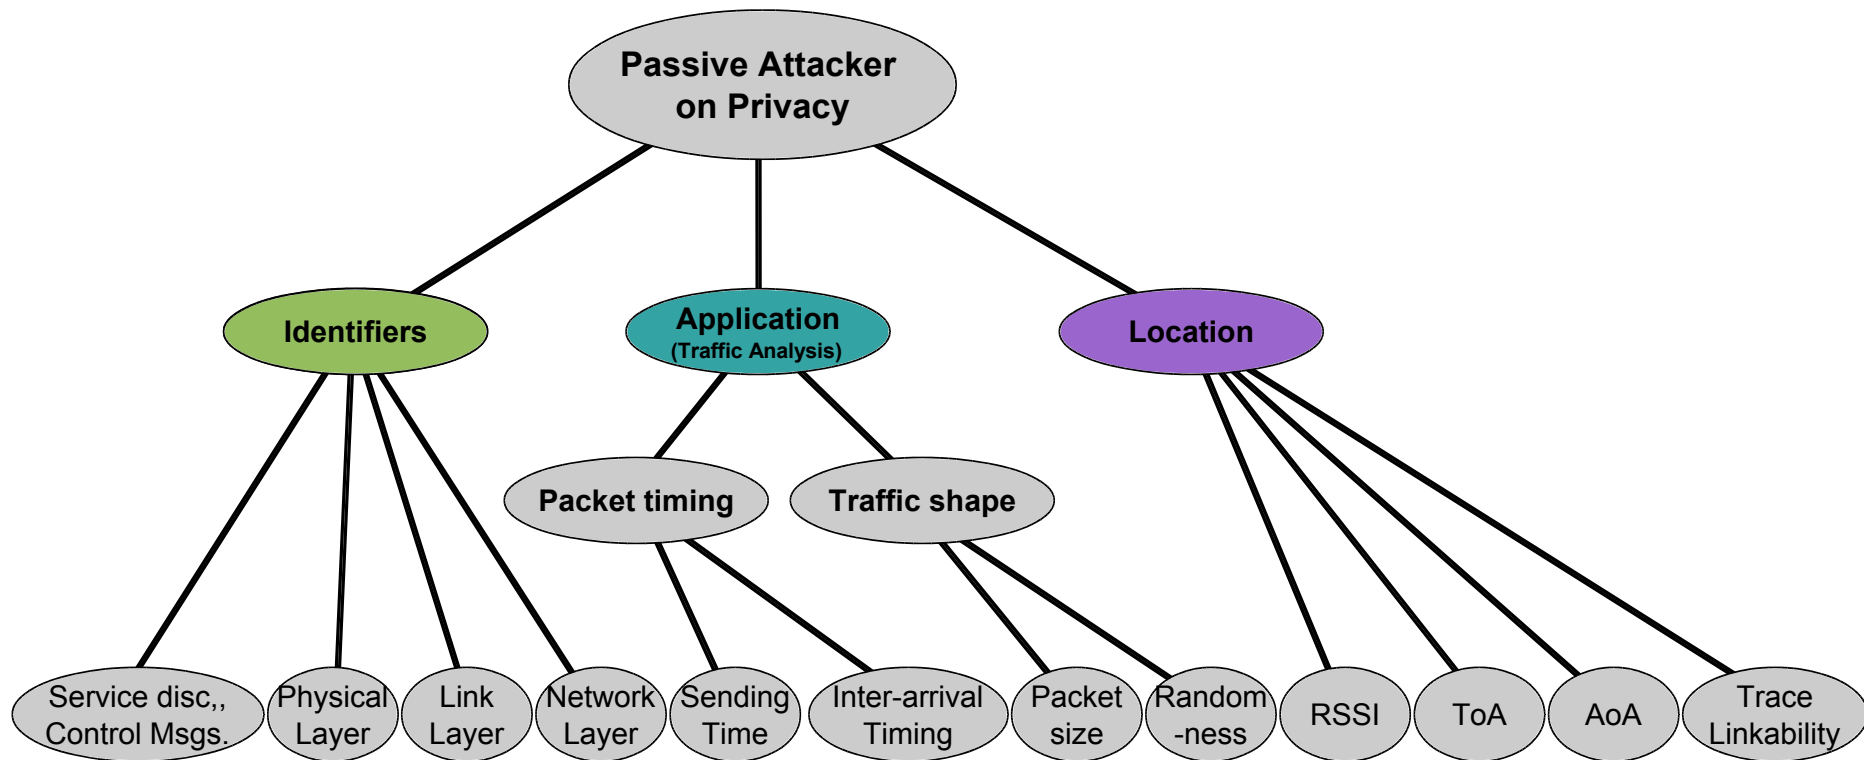 Passive Attacker
on Privacy
Identifiers
Application
(Traffic Analysis)
Location
Packet timing
Traffic shape
Service disc,,
Control Msgs.
Physical
Layer
Link
Layer
Network
Layer
Sending
Time
Inter-arrival
Timing
Packet
size
Random
-ness
RSSI
ToA
AoA
Trace
Linkability